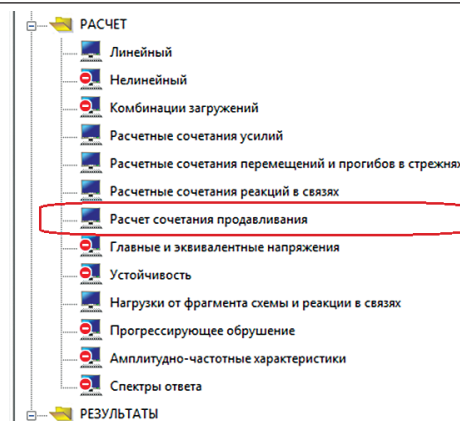 РАСЧЕТ
Линейный
Нелинейный
Комбинации загружений
Расчетные сочетания усилий
Расчетные сочетания перемещений и прогибов в стрежнях
Расчетные сочетания реакций в связях
Расчет сочетания продавливания
Главные и эквивалентные напряжения
Устойчивость
Нагрузки от фрагмента схемы и реакции в связях
Прогрессирующее обрушение
Амплитудно-частотные характеристики
Спектры ответа
РЕЗУЛЬТАТЫ